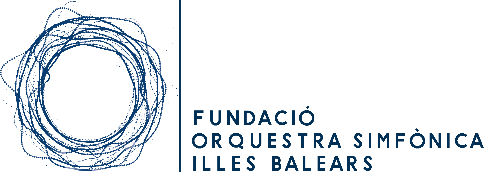 FUNDACIÓ
ORQUESTRA SIMFÒNICA
ILLES BALEARS